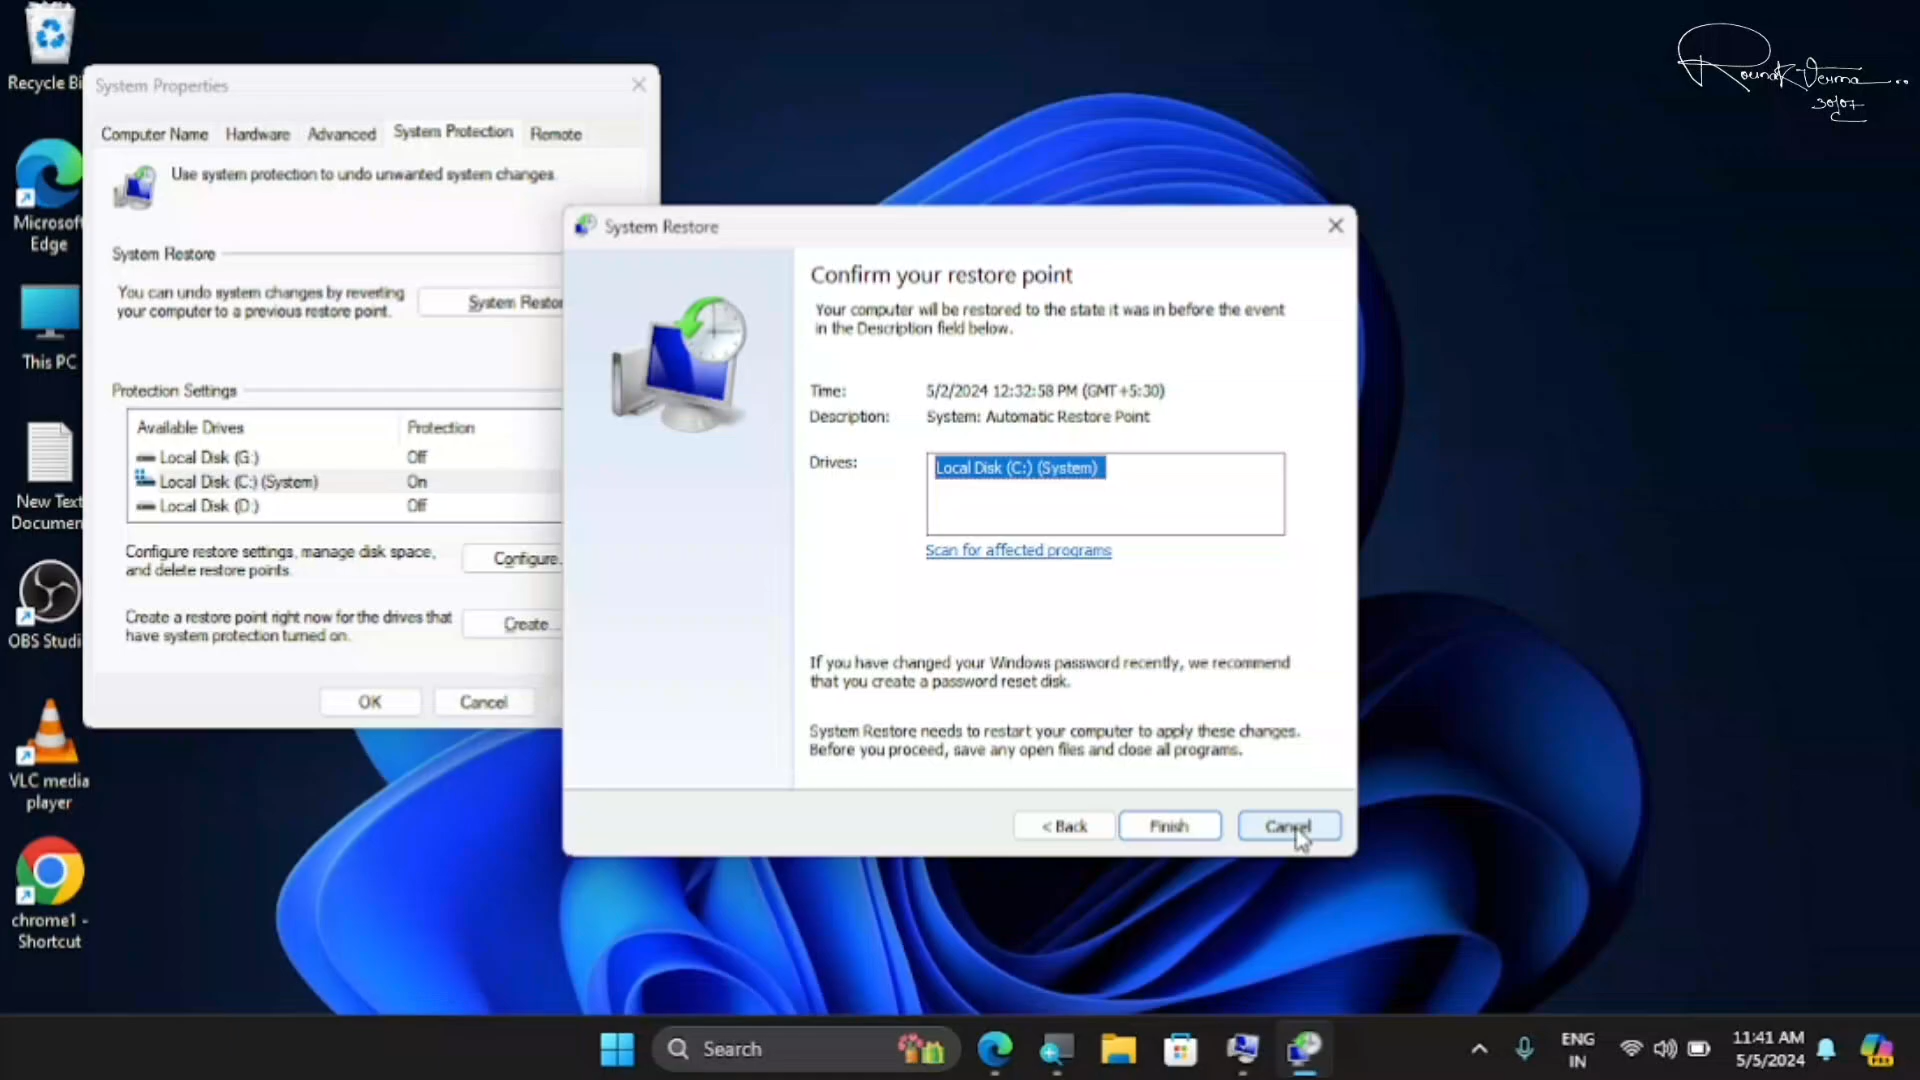 Recycle Bi
Microsoft
Edge
This PC
New Text
Documen
OBS Studi
VLC media
player
chrome1 -
Shortcut
System Properties
Computer Name
Hardware
Advanced
System Protection
Remote
Use system protection to undo unwanted system changes.
System Restore
You can undo system changes by reverting
your computer to a previous restore point.
System Restor
Protection Settings
Available Drives Protection
Local Disk (G:) Off
Local Disk (C:) (System) On
Local Disk (D:) Off
Configure restore settings, manage disk space,
and delete restore points.
Configure.
Create a restore point right now for the drives that
have system protection turned on.
Create...
OK
Cancel
System Restore
Confirm your restore point
Your computer will be restored to the state it was in before the event
in the Description field below.
Time: 5/2/2024 12:32:58 PM (GMT+5:30)
Description: System: Automatic Restore Point
Drives: Local Disk (C:) (System)
Scan for affected programs
If you have changed your Windows password recently, we recommend
that you create a password reset disk.
System Restore needs to restart your computer to apply these changes.
Before you proceed, save any open files and close all programs.
< Back
Finish
Cancel
Search
ENG
IN
11:41 AM
5/5/2024
Verma
30/07